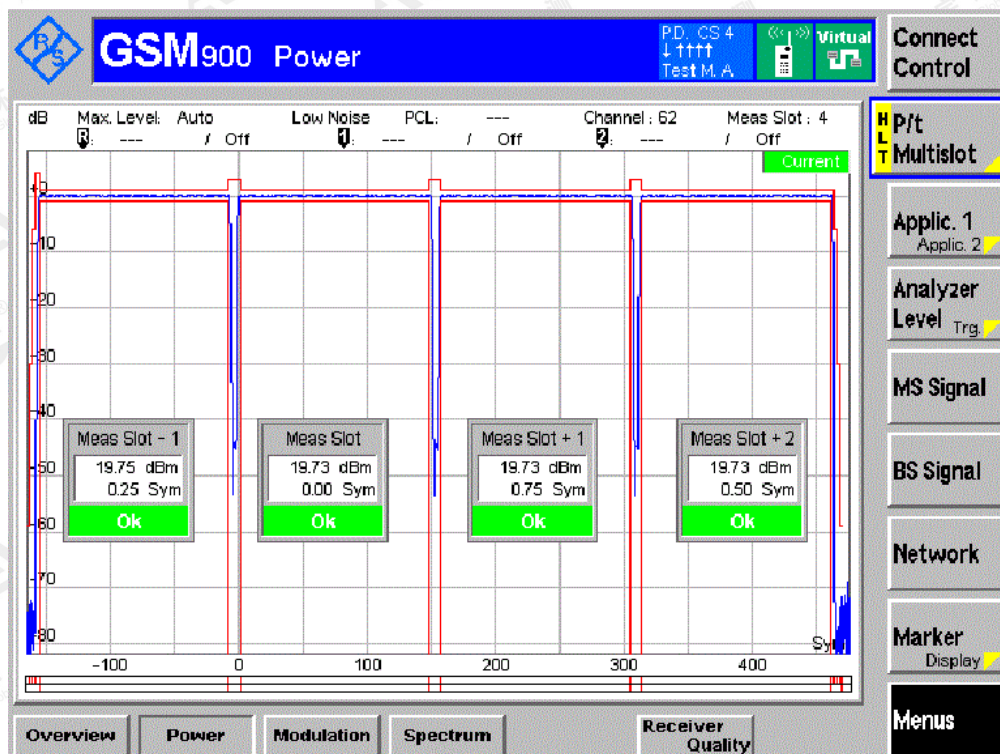 R S
GSM900 Power
P.D. CS 4
↓↑↑↑↑
Test M. A
Virtual
Connect
Control
dB Max. Level: Auto Low Noise PCL: --- Channel : 62 Meas Slot : 4
R: --- / Off 1: --- / Off 2: --- / Off
HLT
P/t
Multislot
Current
+0
-10
-20
-30
-40
-50
-60
-70
-80
Applic. 1
Applic. 2
Analyzer
Level Trg.
MS Signal
BS Signal
Network
Marker
Display
Menus
Meas Slot - 1
19.75 dBm
0.25 Sym
Ok
Meas Slot
19.73 dBm
0.00 Sym
Ok
Meas Slot + 1
19.73 dBm
0.75 Sym
Ok
Meas Slot + 2
19.73 dBm
0.50 Sym
Ok
-100 0 100 200 300 400
Overview Power Modulation Spectrum Receiver
Quality